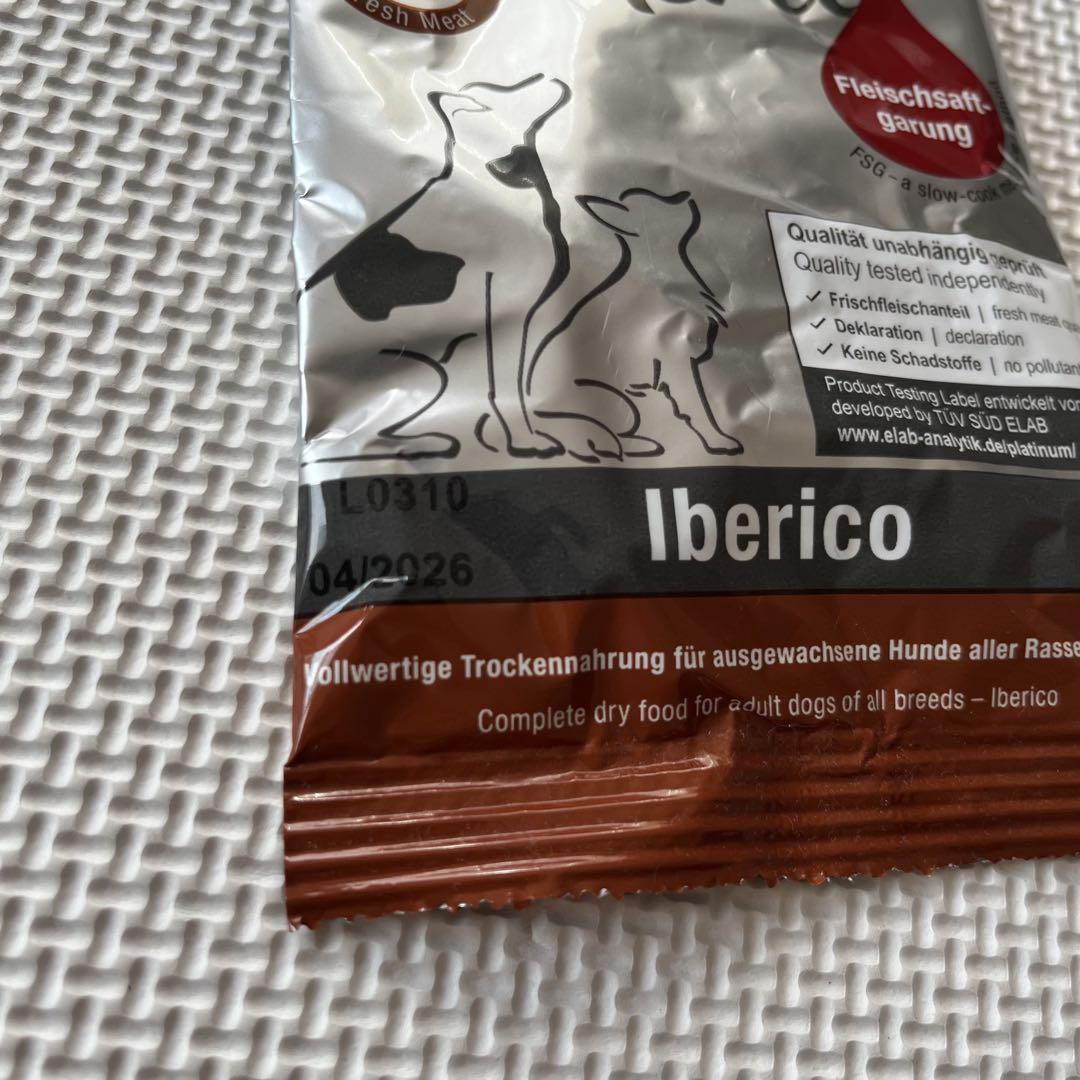 Fresh Meat
Fleischsaft-
garung
FSG - a slow-cook
Qualität unabhängig geprüft
Quality tested independently
✓ Frischfleischanteil | fresh meat
✓ Deklaration | declaration
✓ Keine Schadstoffe | no pollutant
Product Testing Label entwickelt von
developed by TÜV SÜD ELAB
www.elab-analytik.de/platinum/
L0310
Iberico
04/2026
Vollwertige Trockennahrung für ausgewachsene Hunde aller Rasse
Complete dry food for adult dogs of all breeds – Iberico